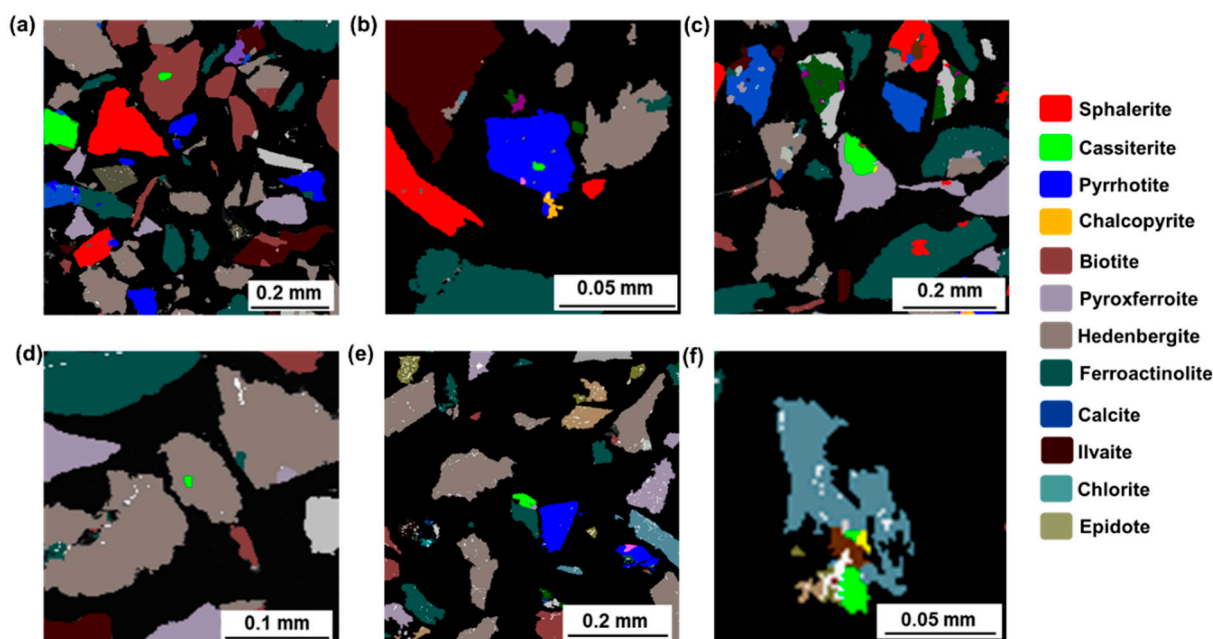 (a)
(b)
(c)
0.2 mm
0.05 mm
0.2 mm
(d)
(e)
(f)
0.1 mm
0.2 mm
0.05 mm
Sphalerite
Cassiterite
Pyrrhotite
Chalcopyrite
Biotite
Pyroxferroite
Hedenbergite
Ferroactinolite
Calcite
Ilvaite
Chlorite
Epidote